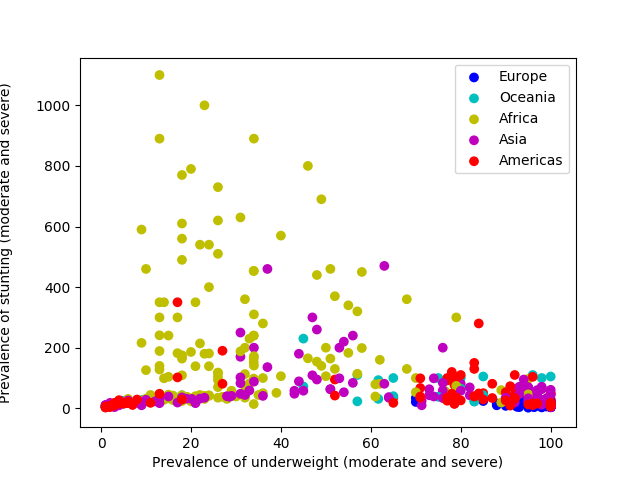 Prevalence of stunting (moderate and severe)
1000
800
600
400
200
0
Europe
Oceania
Africa
Asia
Americas
0 20 40 60 80 100
Prevalence of underweight (moderate and severe)